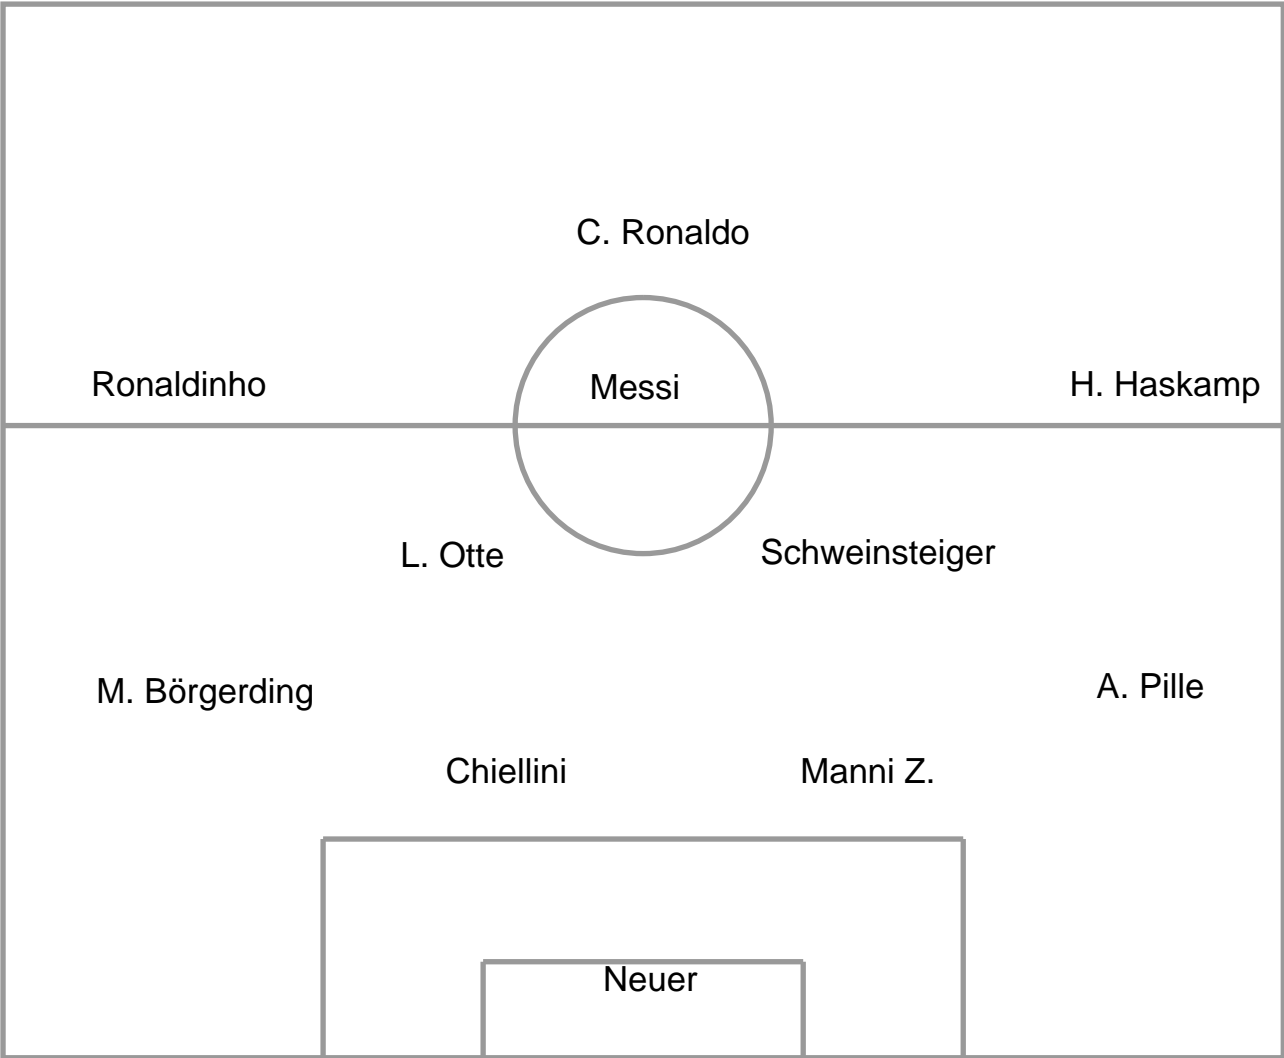 C. Ronaldo
Ronaldinho
Messi
H. Haskamp
L. Otte
Schweinsteiger
M. Börgerding
A. Pille
Chiellini
Manni Z.
Neuer